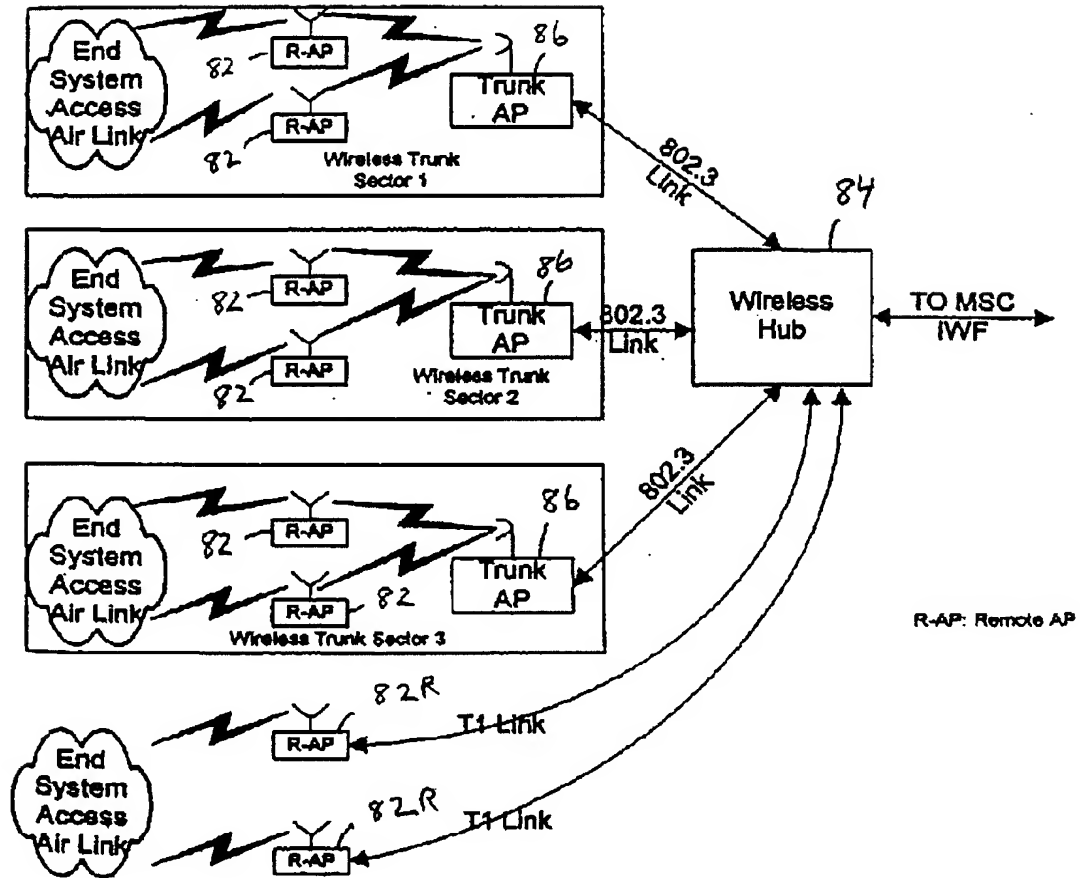 End
System
Access
Air Link
82
R-AP
82
R-AP
Wireless Trunk
Sector 1
86
Trunk
AP
802.3
Link
End
System
Access
Air Link
82
R-AP
82
R-AP
Wireless Trunk
Sector 2
86
Trunk
AP
802.3
Link
84
Wireless
Hub
TO MSC
IWF
End
System
Access
Air Link
82
R-AP
82
R-AP
Wireless Trunk Sector 3
86
Trunk
AP
802.3
Link
R-AP: Remote AP
End
System
Access
Air Link
82R
R-AP
T1 Link
82R
R-AP
T1 Link